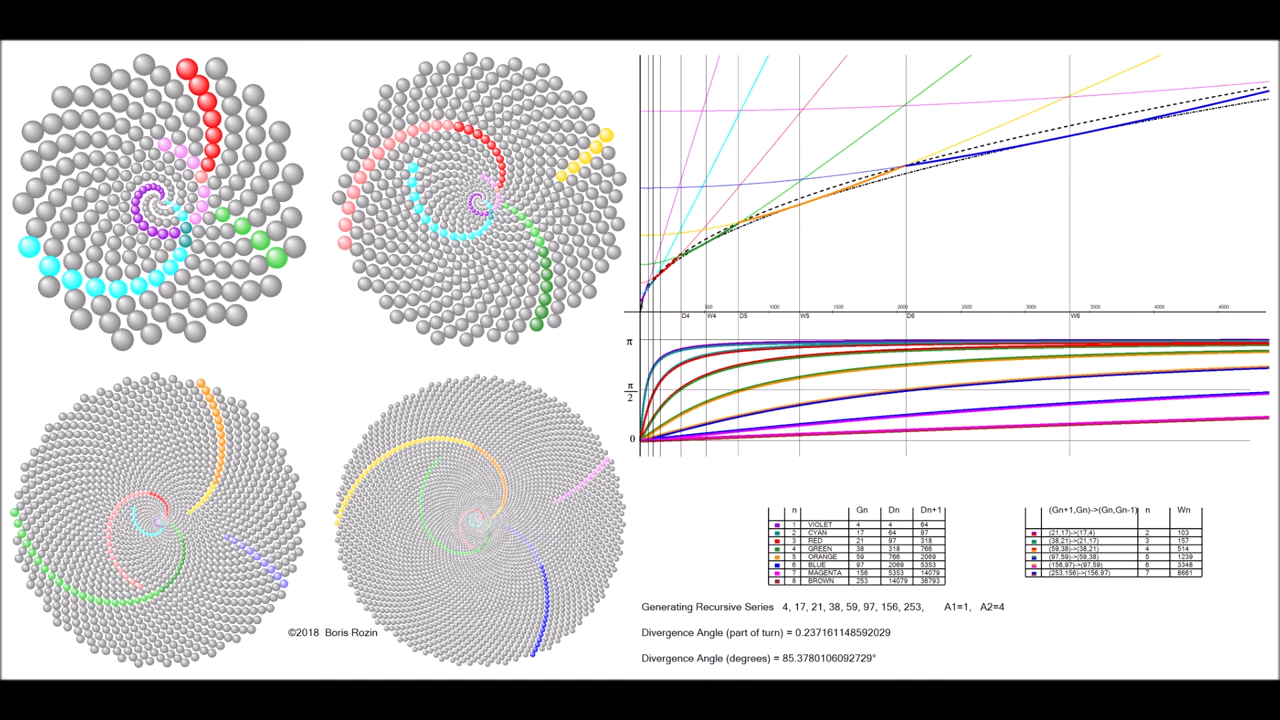 500 1000 1500 2000 2500 3000 3500 4000 4500
D4 W4 D5 W5 D6 W6
π
π
2
0
n Gn Dn Dn+1
1 VIOLET 4 4 64
2 CYAN 17 64 97
3 RED 21 97 318
4 GREEN 38 318 766
5 ORANGE 59 766 2069
6 BLUE 97 2069 5353
7 MAGENTA 156 5353 14079
8 BROWN 253 14079 36793
(Gn+1,Gn)->(Gn,Gn-1) n Wn
(21,17)->(17,4) 2 103
(38,21)->(21,17) 3 157
(59,38)->(38,21) 4 514
(97,59)->(59,38) 5 1239
(156,97)->(97,59) 6 3348
(253,156)->(156,97) 7 8661
Generating Recursive Series 4, 17, 21, 38, 59, 97, 156, 253, A1=1, A2=4
©2018 Boris Rozin
Divergence Angle (part of turn) = 0.237161148592029
Divergence Angle (degrees) = 85.3780106092729°